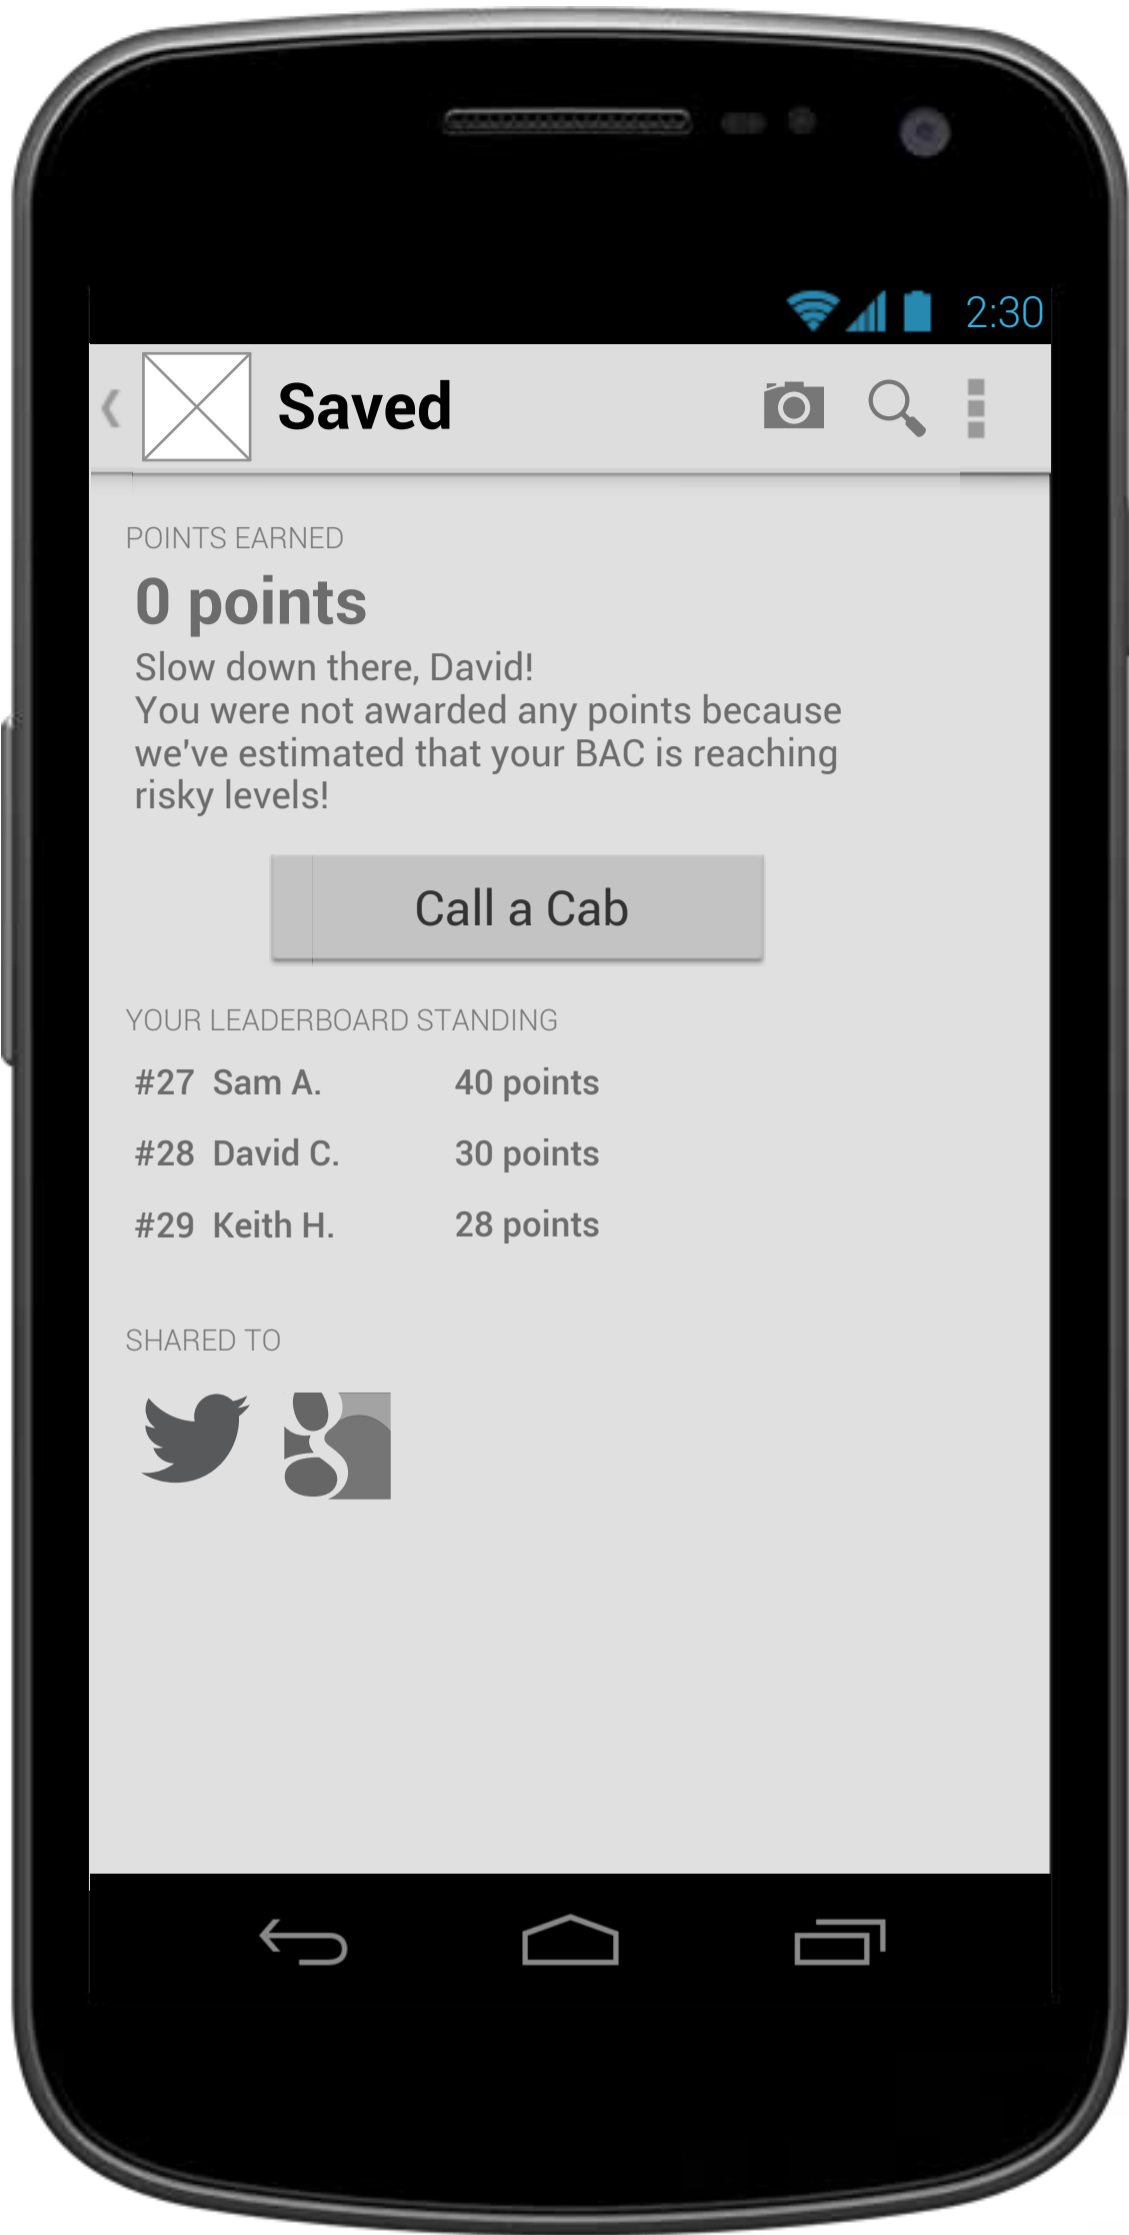 2:30
Saved
POINTS EARNED
0 points
Slow down there, David!
You were not awarded any points because
we've estimated that your BAC is reaching
risky levels!
Call a Cab
YOUR LEADERBOARD STANDING
#27 Sam A. 40 points
#28 David C. 30 points
#29 Keith H. 28 points
SHARED TO